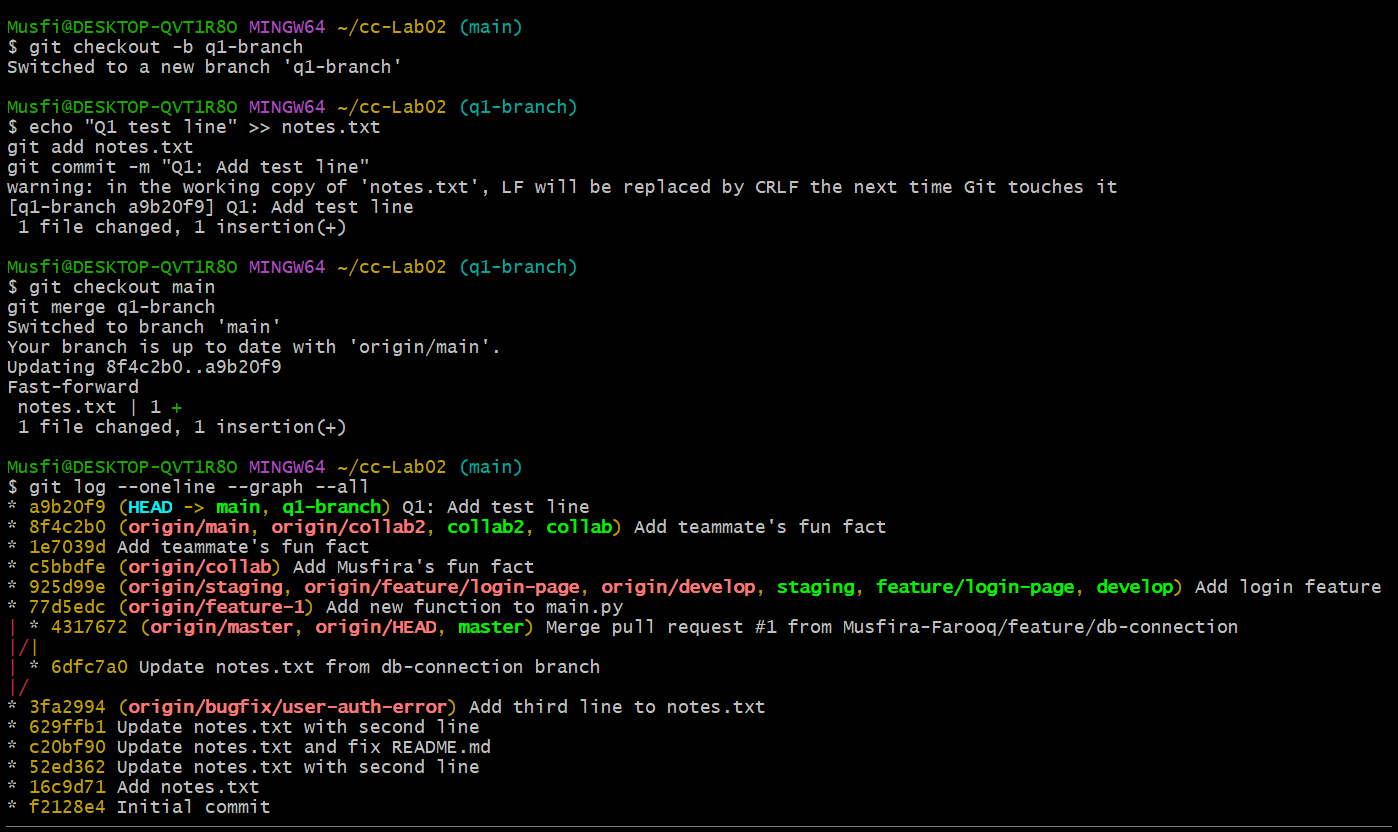 Musfi@DESKTOP-QVT1R8O MINGW64 ~/cc-Lab02 (main)
$ git checkout -b q1-branch
Switched to a new branch 'q1-branch'
Musfi@DESKTOP-QVT1R8O MINGW64 ~/cc-Lab02 (q1-branch)
$ echo "Q1 test line" >> notes.txt
git add notes.txt
git commit -m "Q1: Add test line"
warning: in the working copy of 'notes.txt', LF will be replaced by CRLF the next time Git touches it
[q1-branch a9b20f9] Q1: Add test line
 1 file changed, 1 insertion(+)
Musfi@DESKTOP-QVT1R8O MINGW64 ~/cc-Lab02 (q1-branch)
$ git checkout main
git merge q1-branch
Switched to branch 'main'
Your branch is up to date with 'origin/main'.
Updating 8f4c2b0..a9b20f9
Fast-forward
 notes.txt | 1 +
 1 file changed, 1 insertion(+)
Musfi@DESKTOP-QVT1R8O MINGW64 ~/cc-Lab02 (main)
$ git log --oneline --graph --all
* a9b20f9 (HEAD -> main, q1-branch) Q1: Add test line
* 8f4c2b0 (origin/main, origin/collab2, collab2, collab) Add teammate's fun fact
* 1e7039d Add teammate's fun fact
* c5bbdfe (origin/collab) Add Musfira's fun fact
* 925d99e (origin/staging, origin/feature/login-page, origin/develop, staging, feature/login-page, develop) Add login feature
* 77d5edc (origin/feature-1) Add new function to main.py
| * 4317672 (origin/master, origin/HEAD, master) Merge pull request #1 from Musfira-Farooq/feature/db-connection
|/|
| * 6dfc7a0 Update notes.txt from db-connection branch
|/
* 3fa2994 (origin/bugfix/user-auth-error) Add third line to notes.txt
* 629ffb1 Update notes.txt with second line
* c20bf90 Update notes.txt and fix README.md
* 52ed362 Update notes.txt with second line
* 16c9d71 Add notes.txt
* f2128e4 Initial commit